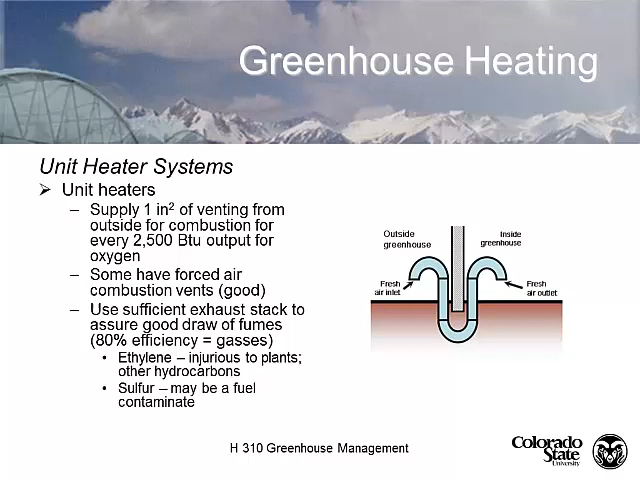 Greenhouse Heating
Unit Heater Systems
➢ Unit heaters
– Supply 1 in² of venting from
outside for combustion for
every 2,500 Btu output for
oxygen
– Some have forced air
combustion vents (good)
– Use sufficient exhaust stack to
assure good draw of fumes
(80% efficiency = gasses)
• Ethylene – injurious to plants;
other hydrocarbons
• Sulfur – may be a fuel
contaminate
Outside
greenhouse
Inside
greenhouse
Fresh
air inlet
Fresh
air outlet
H 310 Greenhouse Management
Colorado
State
University